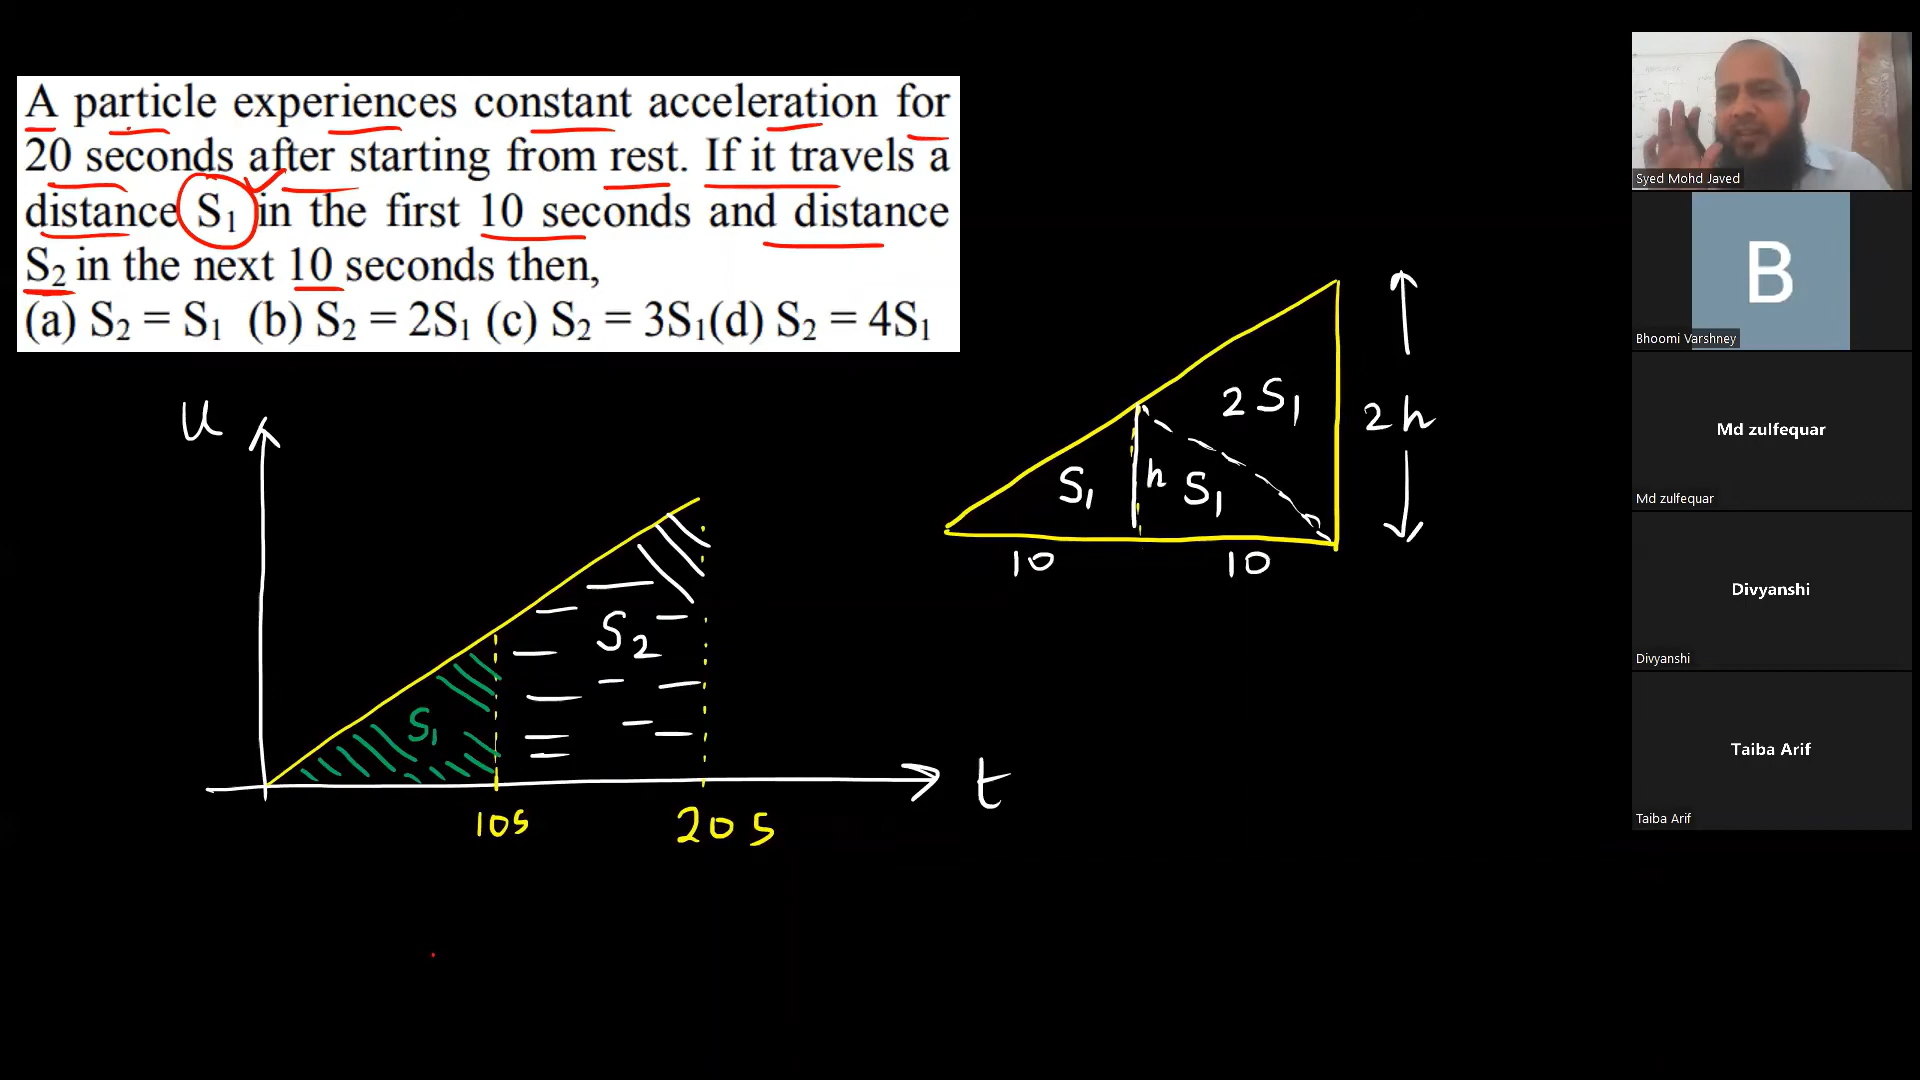 A particle experiences constant acceleration for
20 seconds after starting from rest. If it travels a
distance S₁ in the first 10 seconds and distance
S₂ in the next 10 seconds then,
(a) S₂ = S₁ (b) S₂ = 2S₁ (c) S₂ = 3S₁(d) S₂ = 4S₁
u
S₁
S₂
10s
20 s
t
S₁
h
S₁
2S₁
2h
10
10
Syed Mohd Javed
B
Bhoomi Varshney
Md zulfequar
Md zulfequar
Divyanshi
Divyanshi
Taiba Arif
Taiba Arif